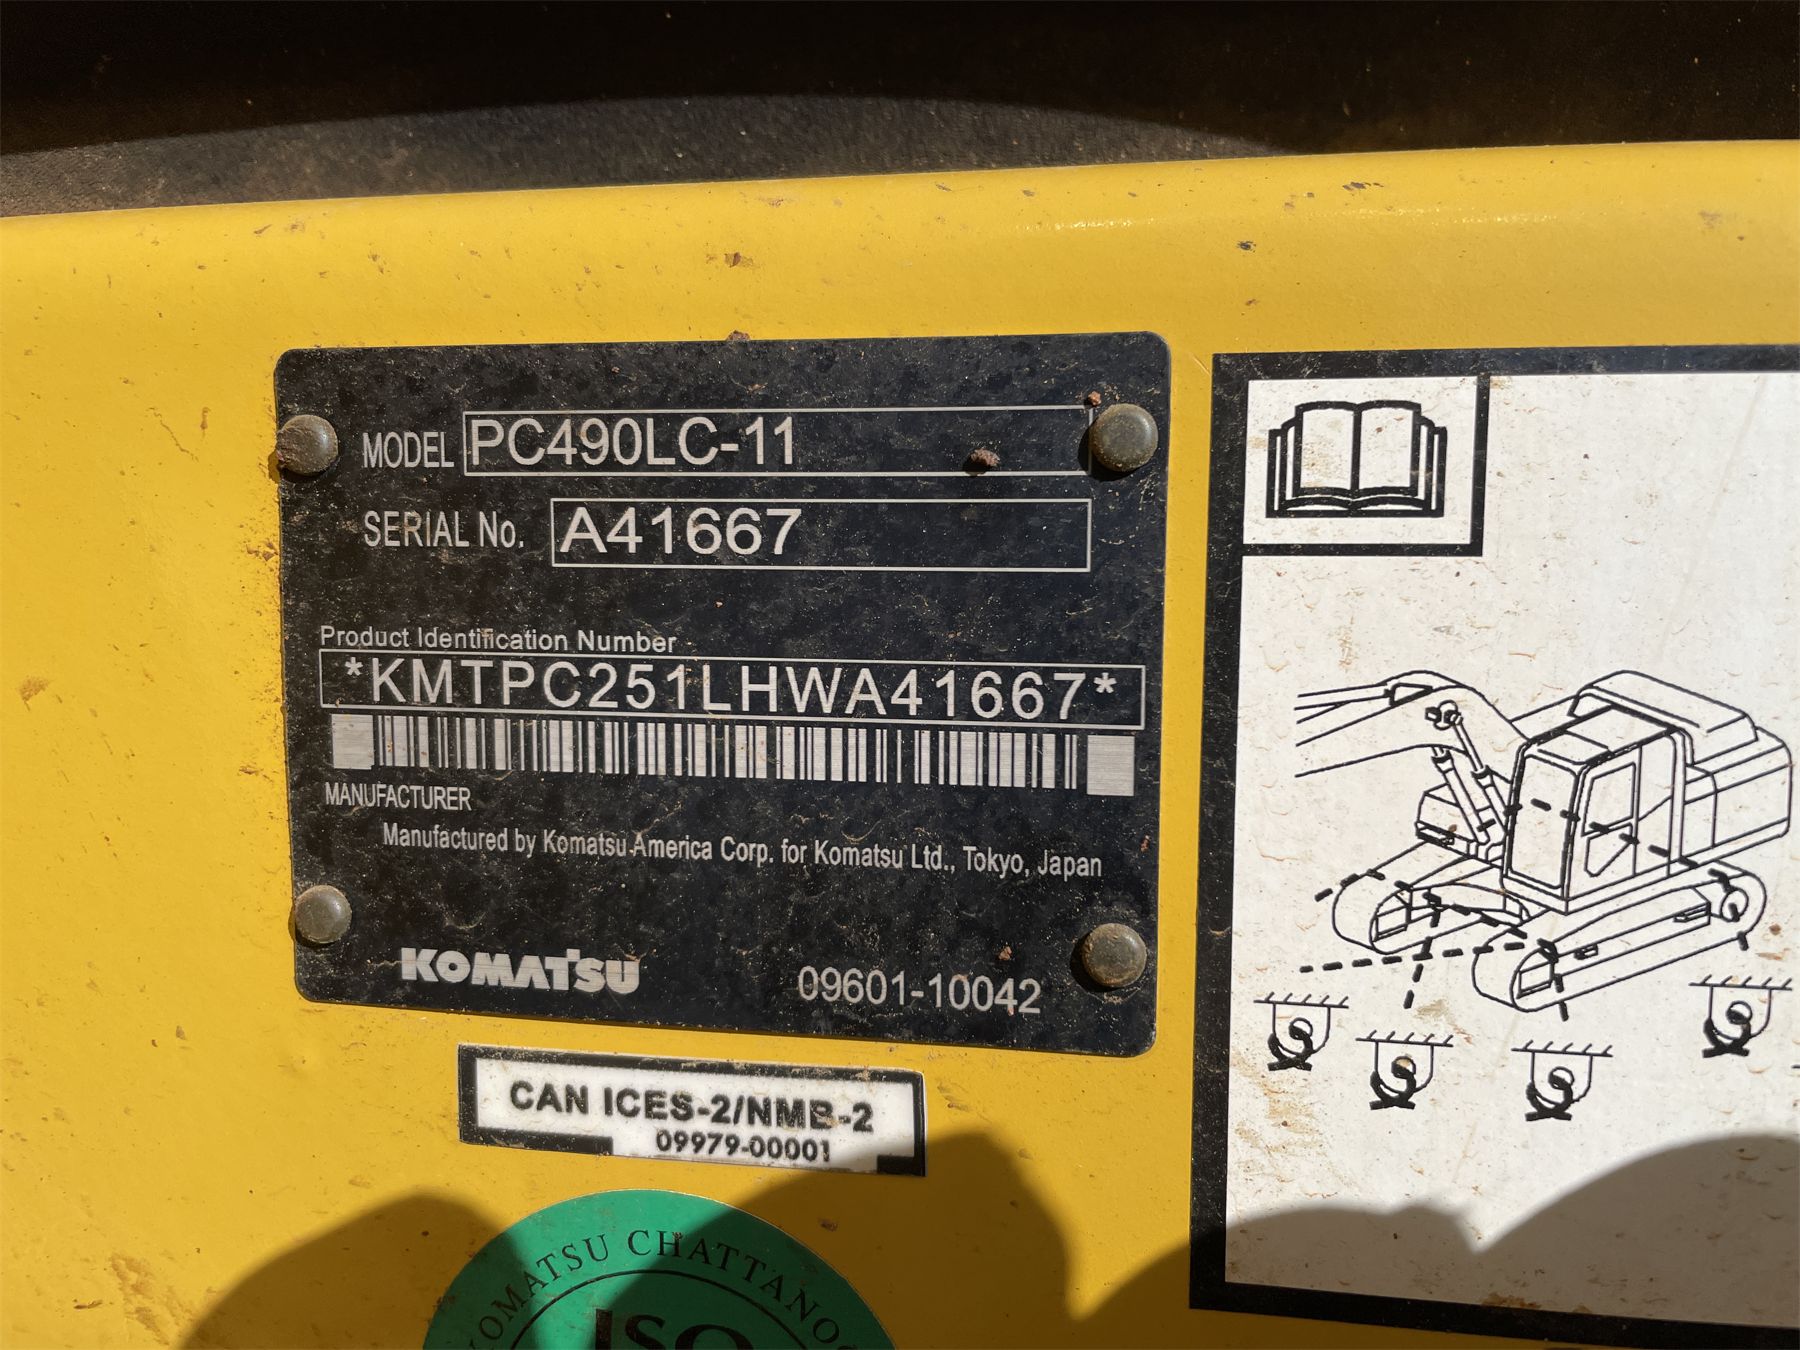 MODEL PC490LC-11
SERIAL No. A41667
Product Identification Number
*KMTPC251LHWA41667*
MANUFACTURER
Manufactured by Komatsu America Corp. for Komatsu Ltd., Tokyo, Japan
KOMATSU 09601-10042
CAN ICES-2/NMB-2
09979-00001
KOMATSU
ISO